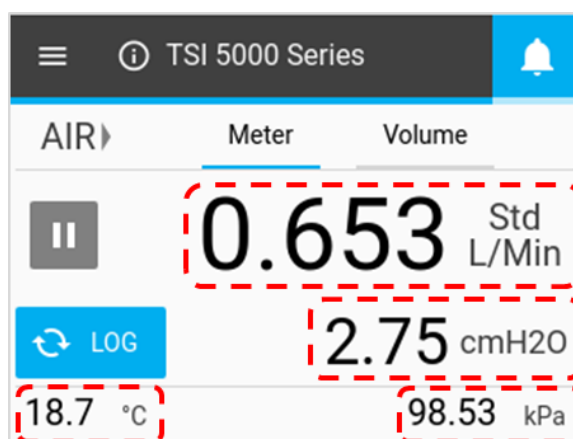 TSI 5000 Series
AIR Meter Volume
0.653 Std L/Min
LOG 2.75 cmH2O
18.7 °C 98.53 kPa